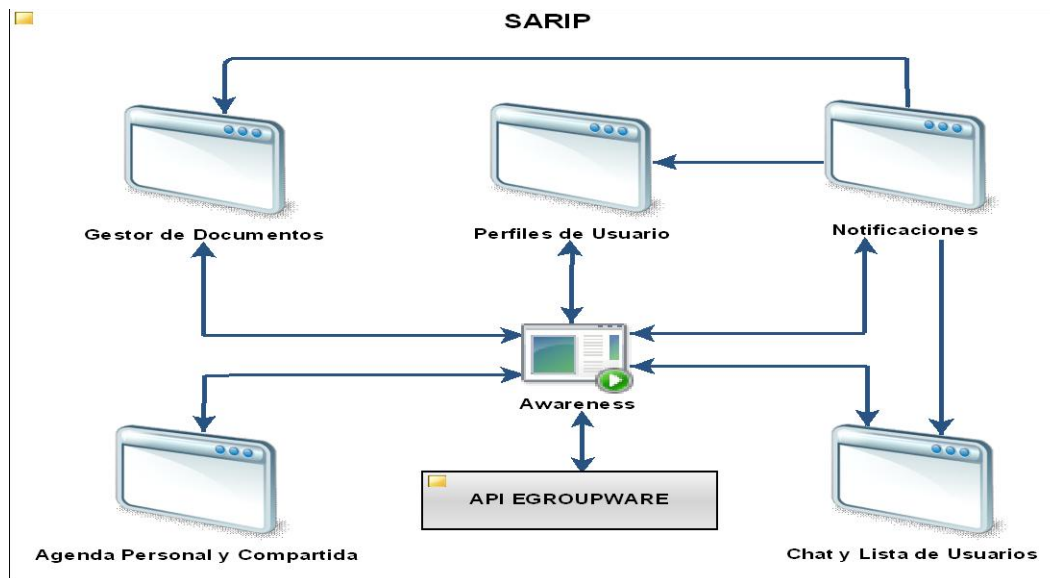 SARIP
Gestor de Documentos
Perfiles de Usuario
Notificaciones
Awareness
API EGROUPWARE
Agenda Personal y Compartida
Chat y Lista de Usuarios